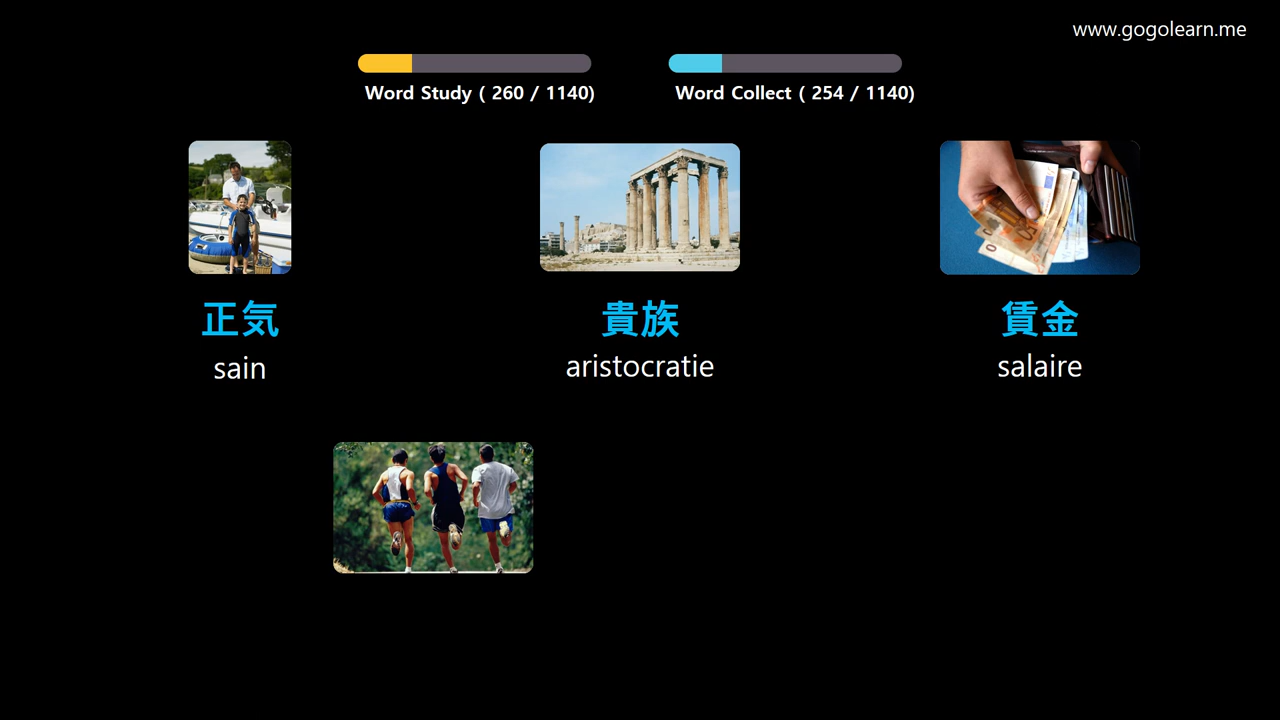 www.gogolearn.me
Word Study ( 260 / 1140)
Word Collect ( 254 / 1140)
正気
sain
貴族
aristocratie
賃金
salaire